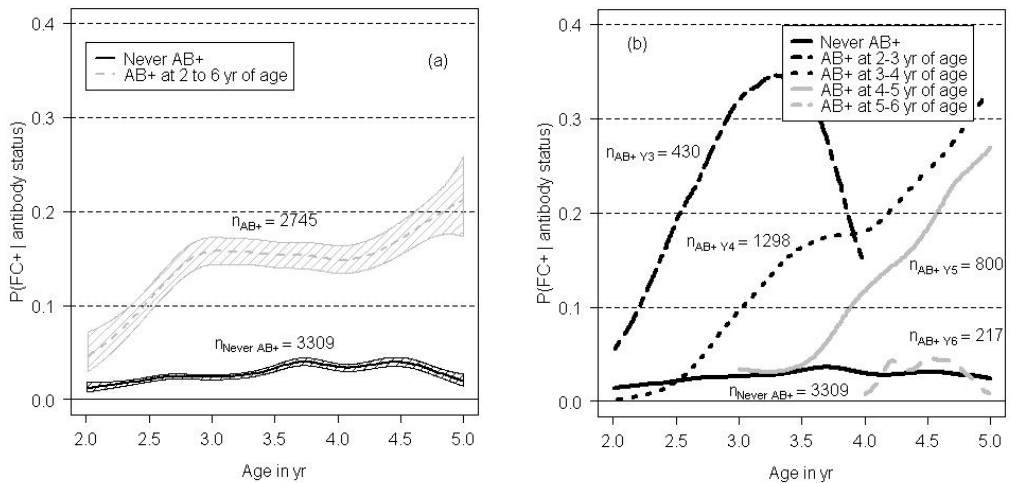 P(FC+ | antibody status)
0.4
0.3
0.2
0.1
0.0
Never AB+
AB+ at 2 to 6 yr of age
(a)
nAB+ = 2745
nNever AB+ = 3309
2.0 2.5 3.0 3.5 4.0 4.5 5.0
Age in yr
P(FC+ | antibody status)
0.4
0.3
0.2
0.1
0.0
(b)
Never AB+
AB+ at 2-3 yr of age
AB+ at 3-4 yr of age
AB+ at 4-5 yr of age
AB+ at 5-6 yr of age
nAB+ Y3 = 430
nAB+ Y4 = 1298
nAB+ Y5 = 800
nAB+ Y6 = 217
nNever AB+ = 3309
2.0 2.5 3.0 3.5 4.0 4.5 5.0
Age in yr